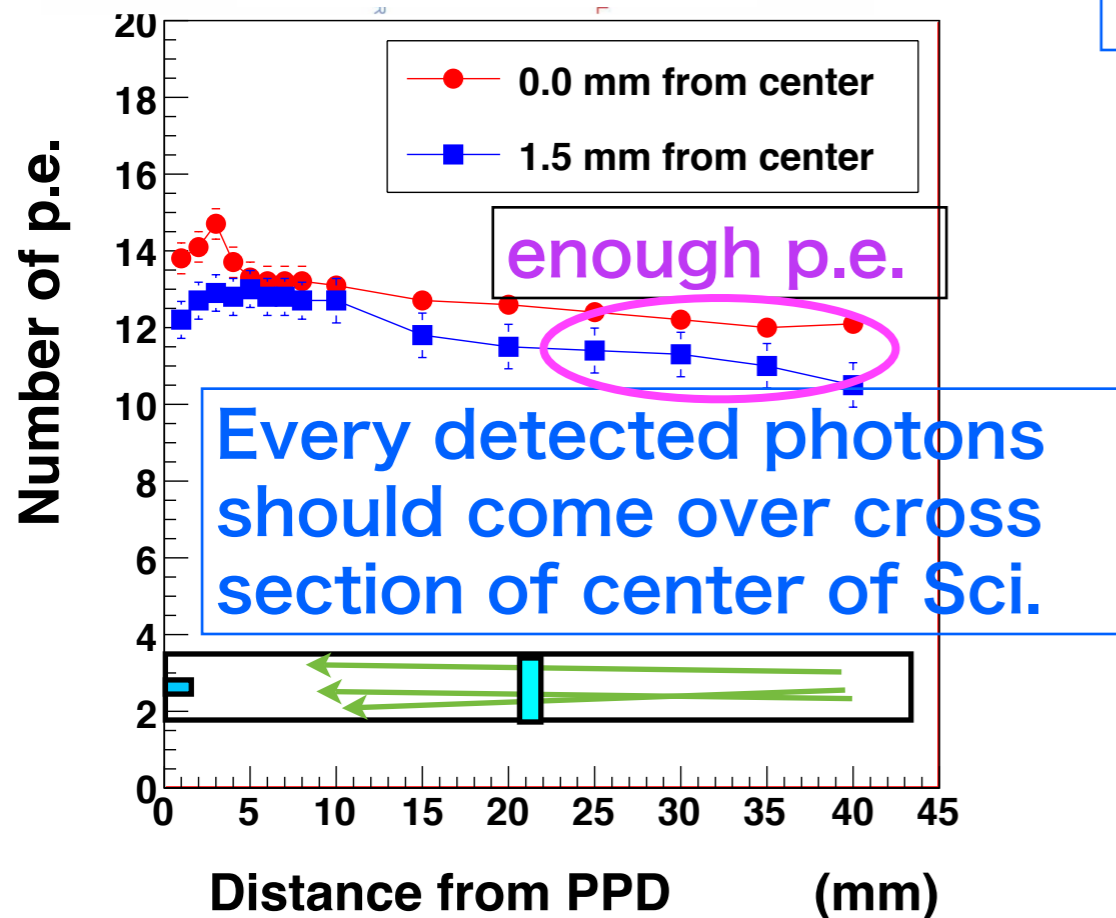 0.0 mm from center
1.5 mm from center
enough p.e.
Every detected photons
should come over cross
section of center of Sci.
Number of p.e.
20
18
16
14
12
10
8
6
4
2
0
0 5 10 15 20 25 30 35 40 45
Distance from PPD (mm)